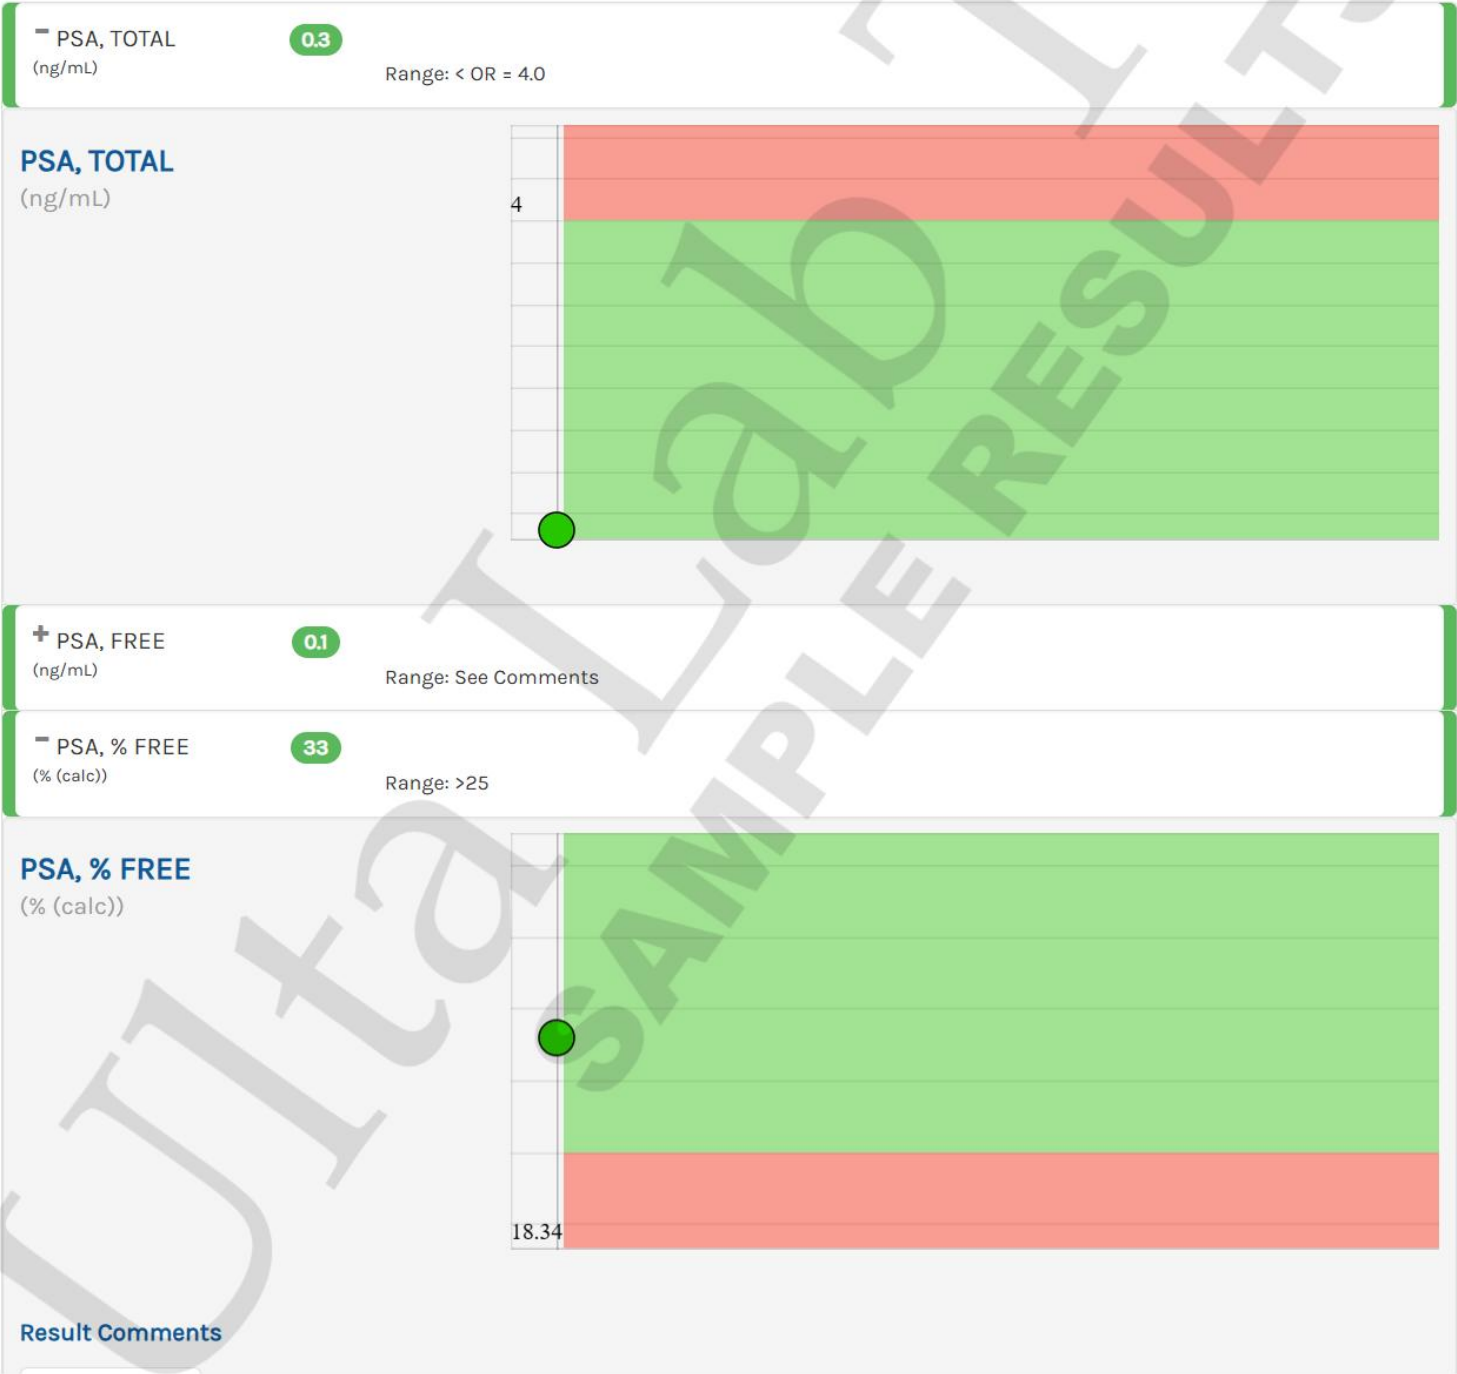 PSA, TOTAL
0.3
(ng/mL)
Range: < OR = 4.0
PSA, TOTAL
(ng/mL)
4
+ PSA, FREE
0.1
(ng/mL)
Range: See Comments
PSA, % FREE
33
(% (calc))
Range: >25
PSA, % FREE
(% (calc))
18.34
Result Comments
Ulta Lab T
SAMPLE RESULTS